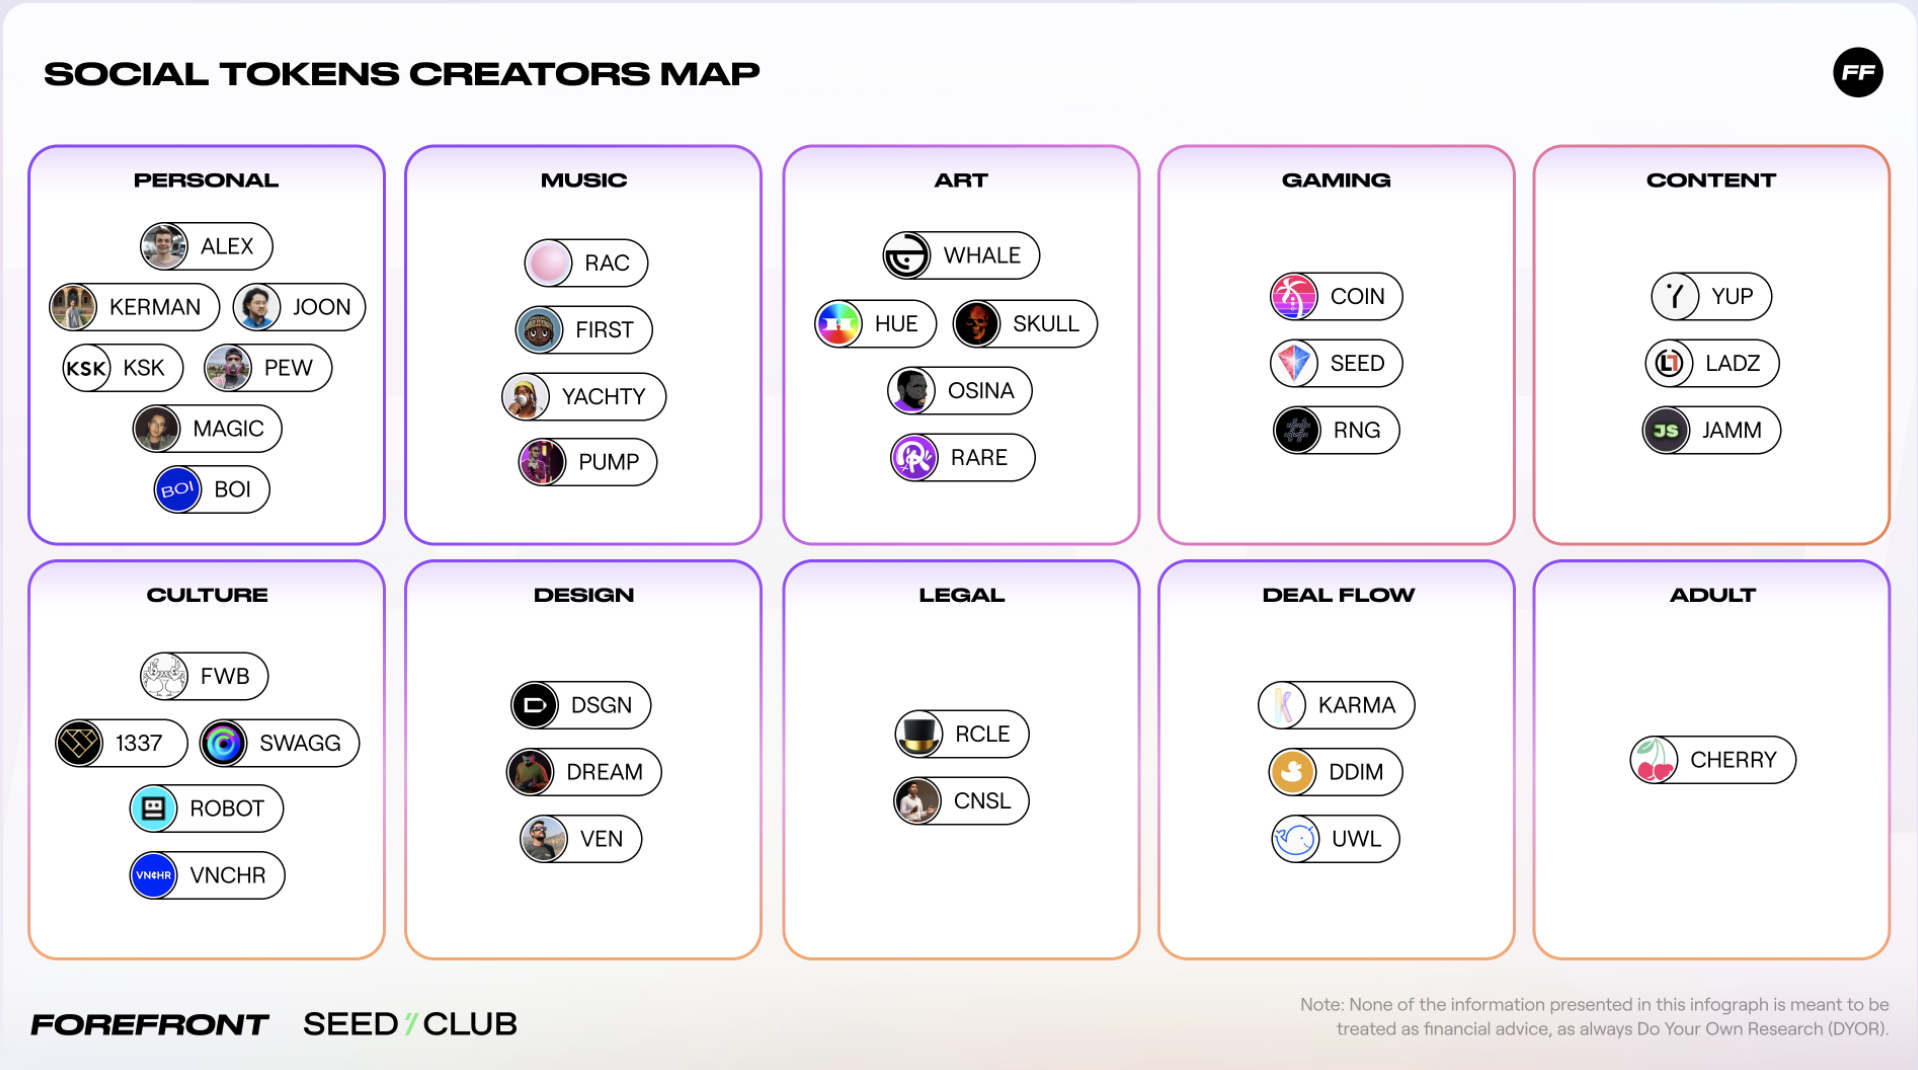 SOCIAL TOKENS CREATORS MAP
FF
PERSONAL
ALEX
KERMAN
JOON
KSK
KSK
PEW
MAGIC
BOI
BOI
MUSIC
RAC
FIRST
YACHTY
PUMP
ART
WHALE
H
HUE
SKULL
OSINA
R
RARE
GAMING
COIN
SEED
RNG
CONTENT
YUP
LADZ
JS
JAMM
CULTURE
FWB
1337
SWAGG
ROBOT
VN¢HR
VNCHR
DESIGN
D
DSGN
DREAM
VEN
LEGAL
RCLE
CNSL
DEAL FLOW
K
KARMA
DDIM
UWL
ADULT
CHERRY
FOREFRONT
SEED CLUB
Note: None of the information presented in this infograph is meant to be
treated as financial advice, as always Do Your Own Research (DYOR).